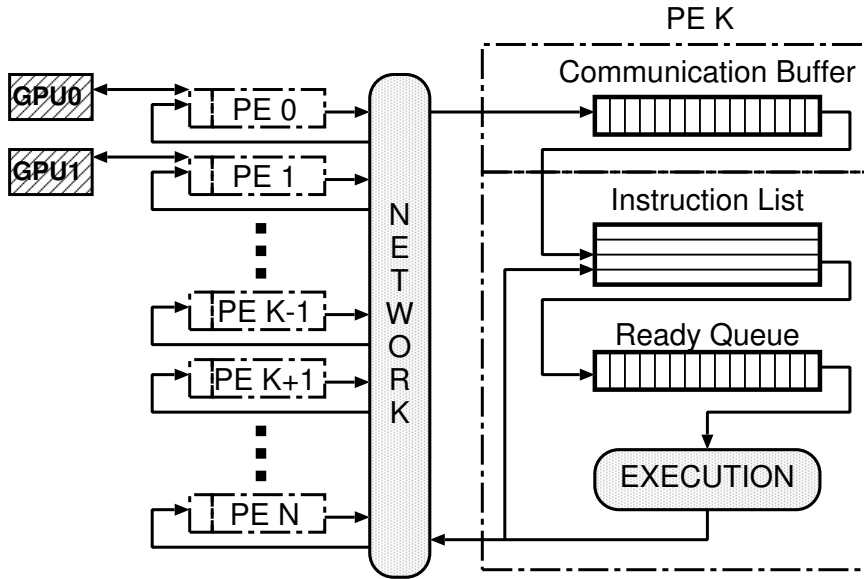 PE K
Communication Buffer
GPU0
PE 0
GPU1
PE 1
NETWORK
Instruction List
PE K-1
Ready Queue
PE K+1
EXECUTION
PE N